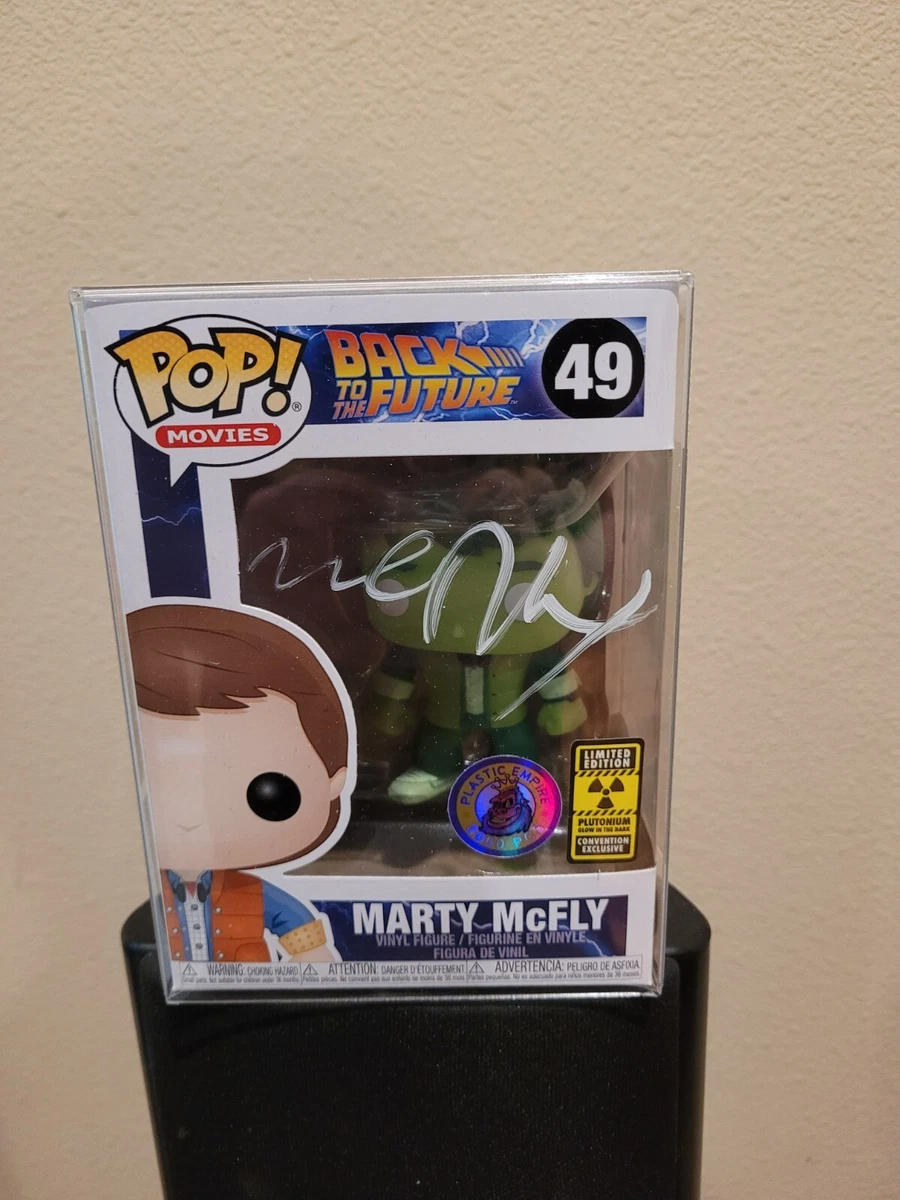 POP!®
MOVIES
BACK
TO THE FUTURE™
49
PLASTIC EMPIRE
LIMITED
EDITION
PLUTONIUM
GLOW IN THE DARK
CONVENTION
EXCLUSIVE
MARTY McFLY
VINYL FIGURE / FIGURINE EN VINYLE
FIGURA DE VINIL
WARNING: CHOKING HAZARD
ATTENTION: DANGER D'ÉTOUFFEMENT
ADVERTENCIA: PELIGRO DE ASFIXIA